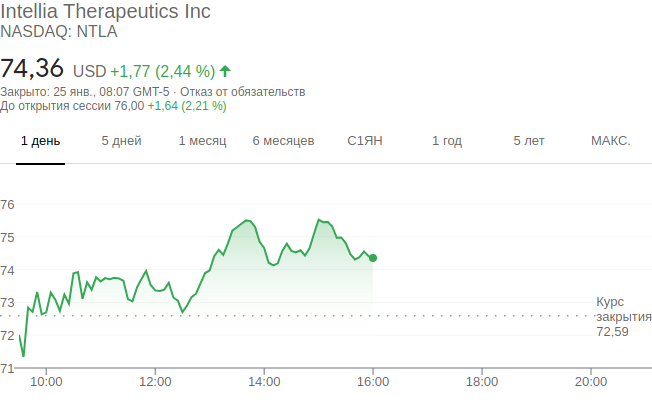 Intellia Therapeutics Inc
NASDAQ: NTLA
74,36 USD +1,77 (2,44 %)
Закрыто: 25 янв., 08:07 GMT-5 · Отказ от обязательств
До открытия сессии 76,00 +1,64 (2,21 %)
1 день 5 дней 1 месяц 6 месяцев С1ЯН 1 год 5 лет МАКС.
76
75
74
73
72
71
Курс
закрытия
72,59
10:00 12:00 14:00 16:00 18:00 20:00